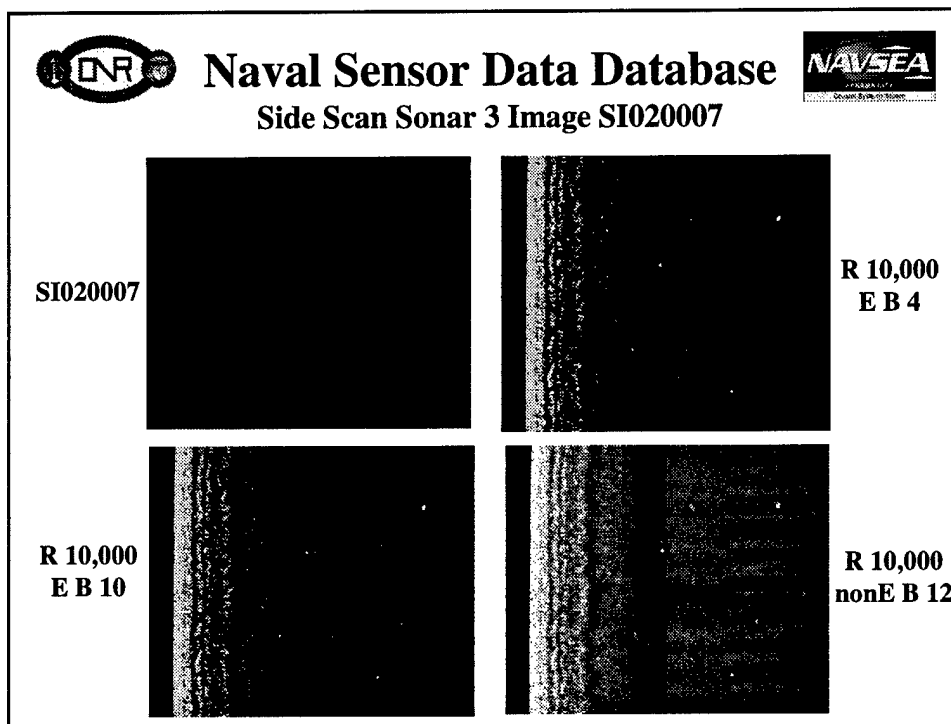 ONR
Naval Sensor Data Database
NAVSEA
Side Scan Sonar 3 Image SI020007
SI020007
R 10,000
E B 4
R 10,000
E B 10
R 10,000
nonE B 12